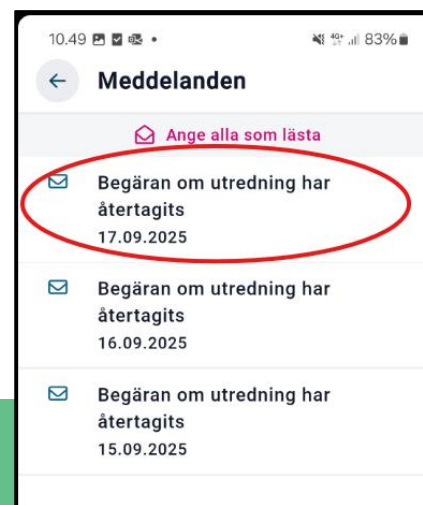 10.49 83%
Meddelanden
Ange alla som lästa
Begäran om utredning har
återtagits
17.09.2025
Begäran om utredning har
återtagits
16.09.2025
Begäran om utredning har
återtagits
15.09.2025